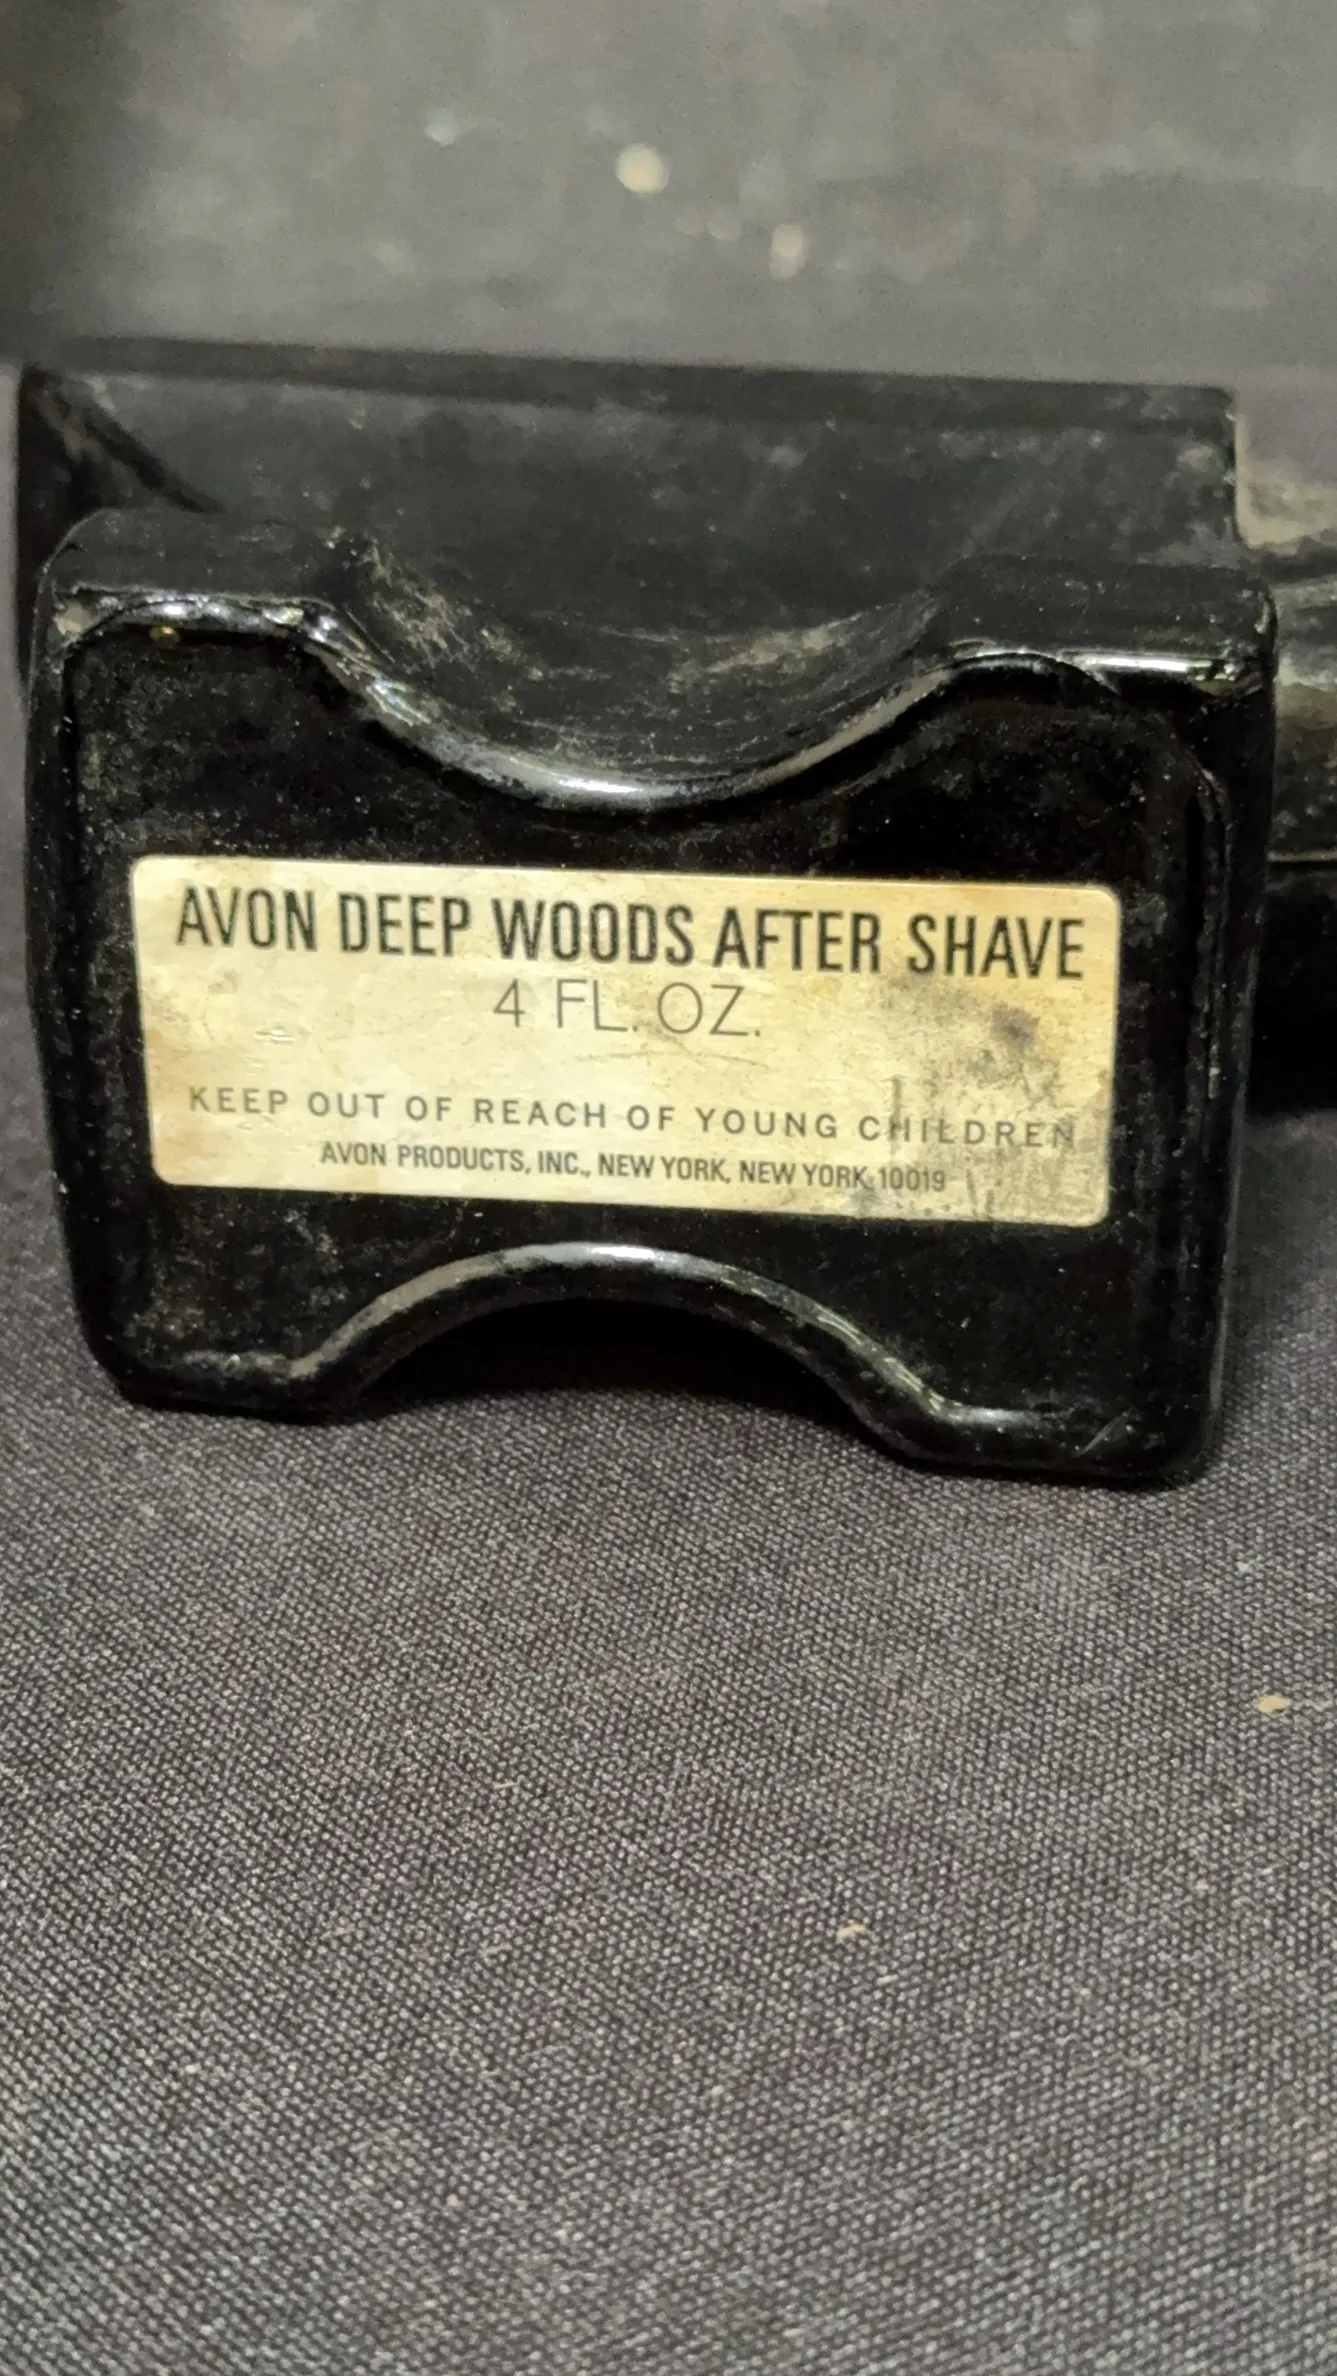 AVON DEEP WOODS AFTER SHAVE
4 FL. OZ.
KEEP OUT OF REACH OF YOUNG CHILDREN
AVON PRODUCTS, INC., NEW YORK, NEW YORK 10019